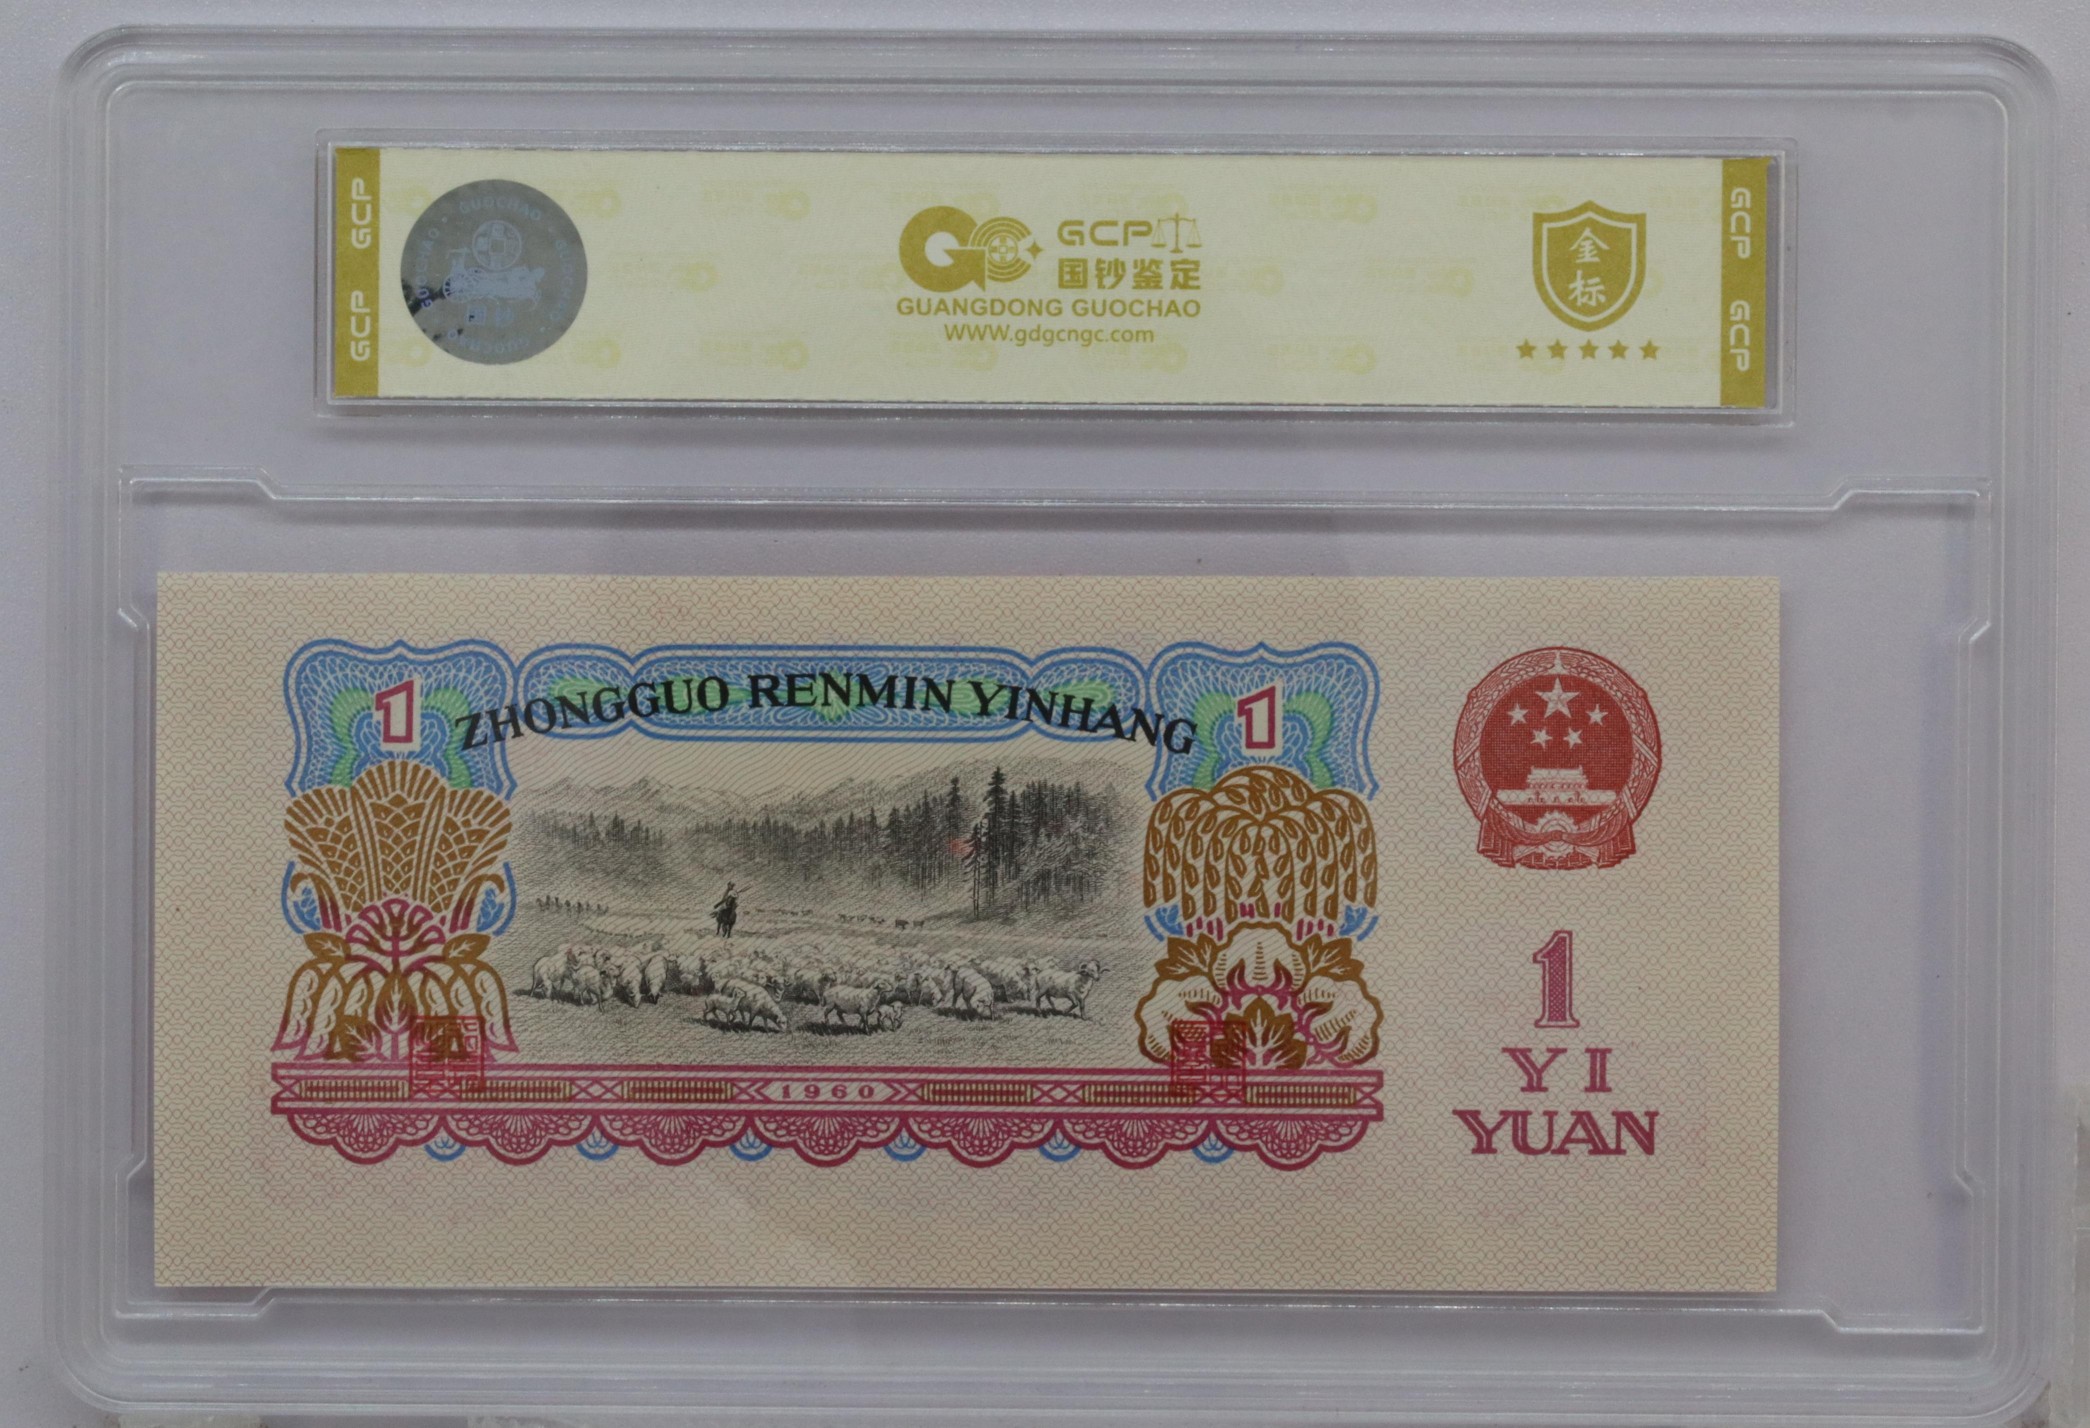 GCP
GCP
GUOCHAO
GCP
国钞鉴定
GUANGDONG GUOCHAO
WWW.gdgcngc.com
金
标
GCP
GCP
1
ZHONGGUO RENMIN YINHANG
1
1960
1
YI
YUAN